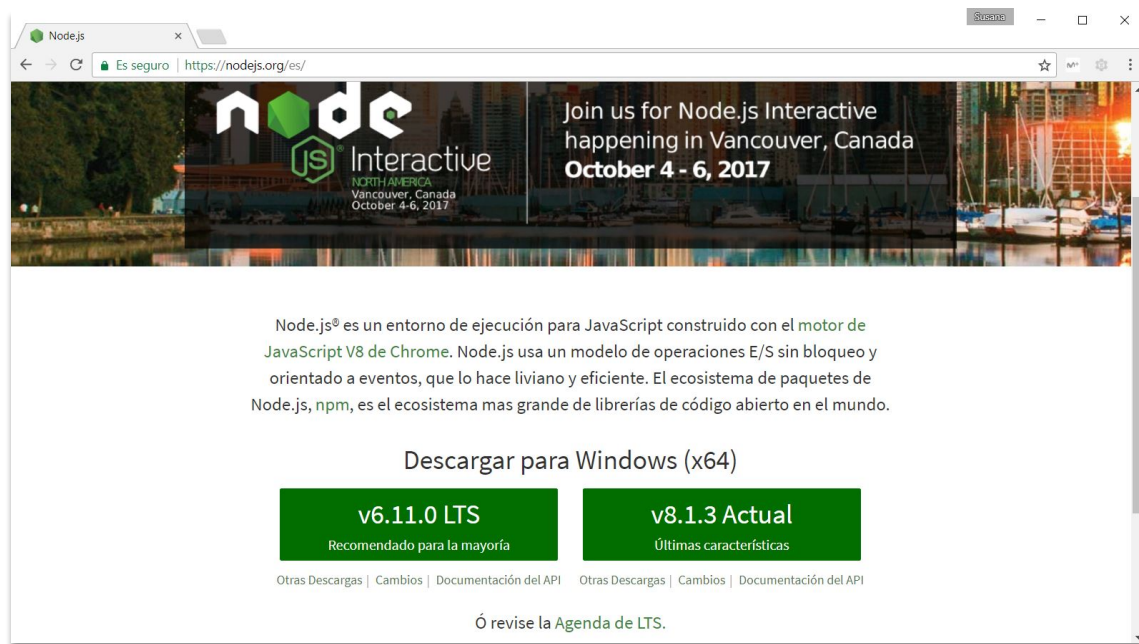 Susana
Node.js
Es seguro | https://nodejs.org/es/
node
JS® Interactive
NORTH AMERICA
Vancouver, Canada
October 4-6, 2017
Join us for Node.js Interactive
happening in Vancouver, Canada
October 4 - 6, 2017
Node.js® es un entorno de ejecución para JavaScript construido con el motor de
JavaScript V8 de Chrome. Node.js usa un modelo de operaciones E/S sin bloqueo y
orientado a eventos, que lo hace liviano y eficiente. El ecosistema de paquetes de
Node.js, npm, es el ecosistema mas grande de librerías de código abierto en el mundo.
Descargar para Windows (x64)
v6.11.0 LTS
Recomendado para la mayoría
v8.1.3 Actual
Últimas características
Otras Descargas | Cambios | Documentación del API
Otras Descargas | Cambios | Documentación del API
Ó revise la Agenda de LTS.